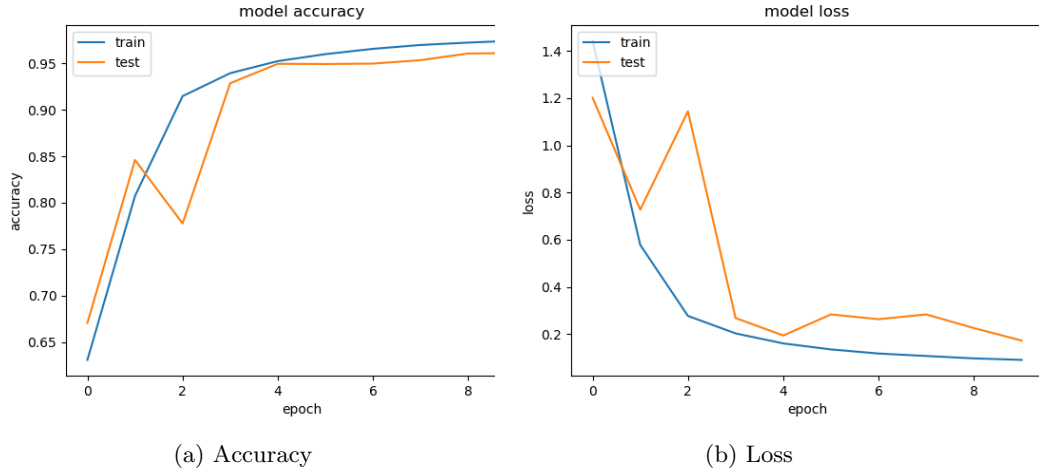 model accuracy
train
test
0.95
0.90
0.85
0.80
0.75
0.70
0.65
accuracy
0 2 4 6 8
epoch
(a) Accuracy
model loss
train
test
1.4
1.2
1.0
0.8
0.6
0.4
0.2
loss
0 2 4 6 8
epoch
(b) Loss